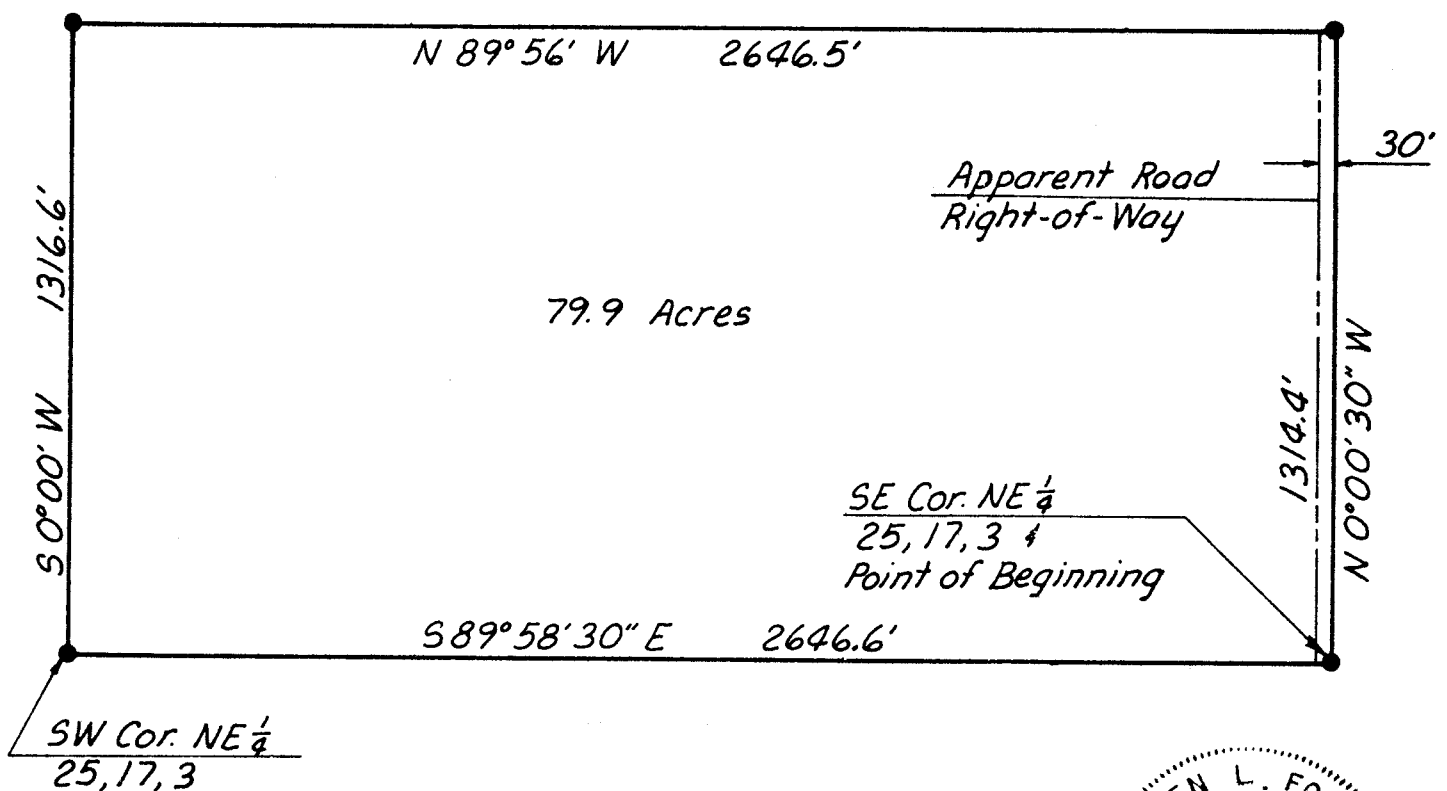 N 89°56' W 2646.5'
30'
Apparent Road
Right-of-Way
1316.6'
S 0°00' W
79.9 Acres
1314.4'
N 0°00'30" W
SE Cor. NE 1/4
25, 17, 3 &
Point of Beginning
S 89°58'30" E 2646.6'
SW Cor. NE 1/4
25, 17, 3
EN L. FO